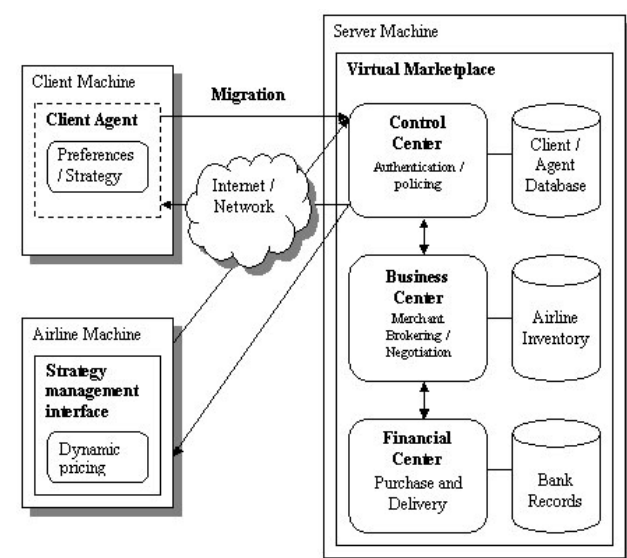 Server Machine
Client Machine
Virtual Marketplace
Migration
Client Agent
Preferences
/ Strategy
Internet /
Network
Control
Center
Authentication /
policing
Client /
Agent
Database
Business
Center
Merchant
Brokering /
Negotiation
Airline
Inventory
Airline Machine
Strategy
management
interface
Dynamic
pricing
Financial
Center
Purchase and
Delivery
Bank
Records